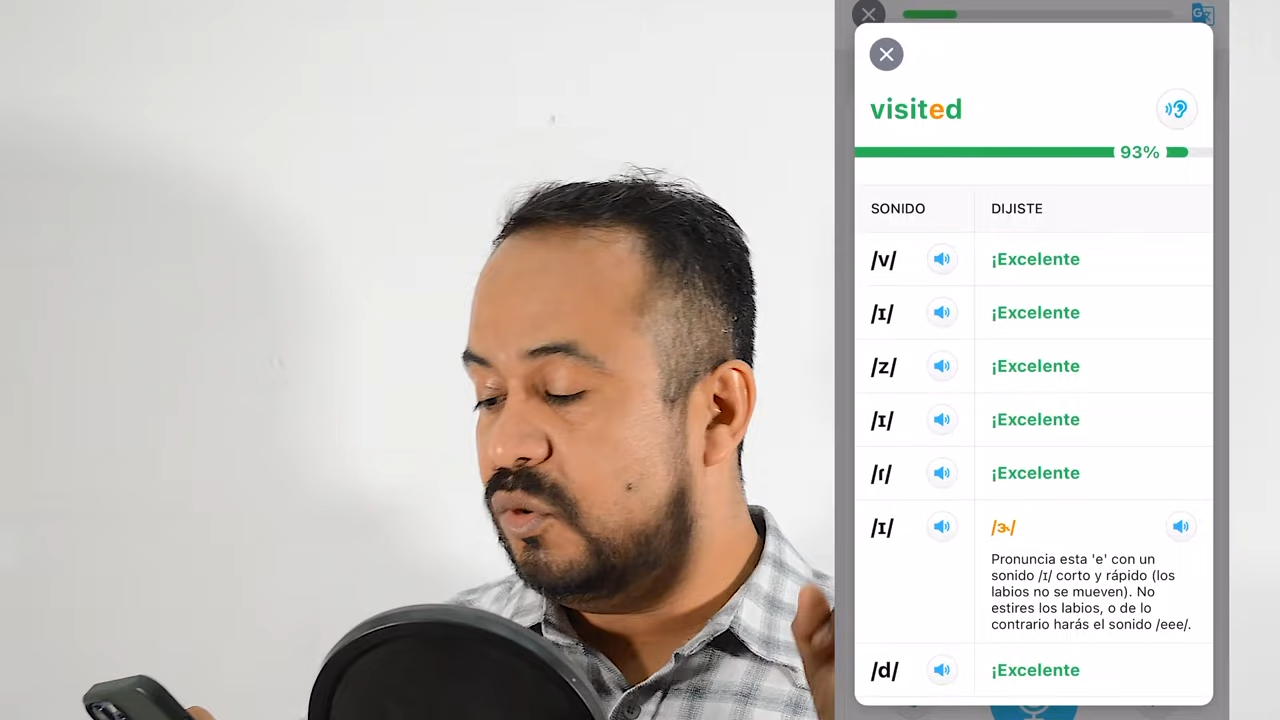 visited
93%
SONIDO DIJISTE
/v/ ¡Excelente
/ɪ/ ¡Excelente
/z/ ¡Excelente
/ɪ/ ¡Excelente
/ɾ/ ¡Excelente
/ɪ/ /ɝ/
Pronuncia esta 'e' con un
sonido /ɪ/ corto y rápido (los
labios no se mueven). No
estires los labios, o de lo
contrario harás el sonido /eee/.
/d/ ¡Excelente